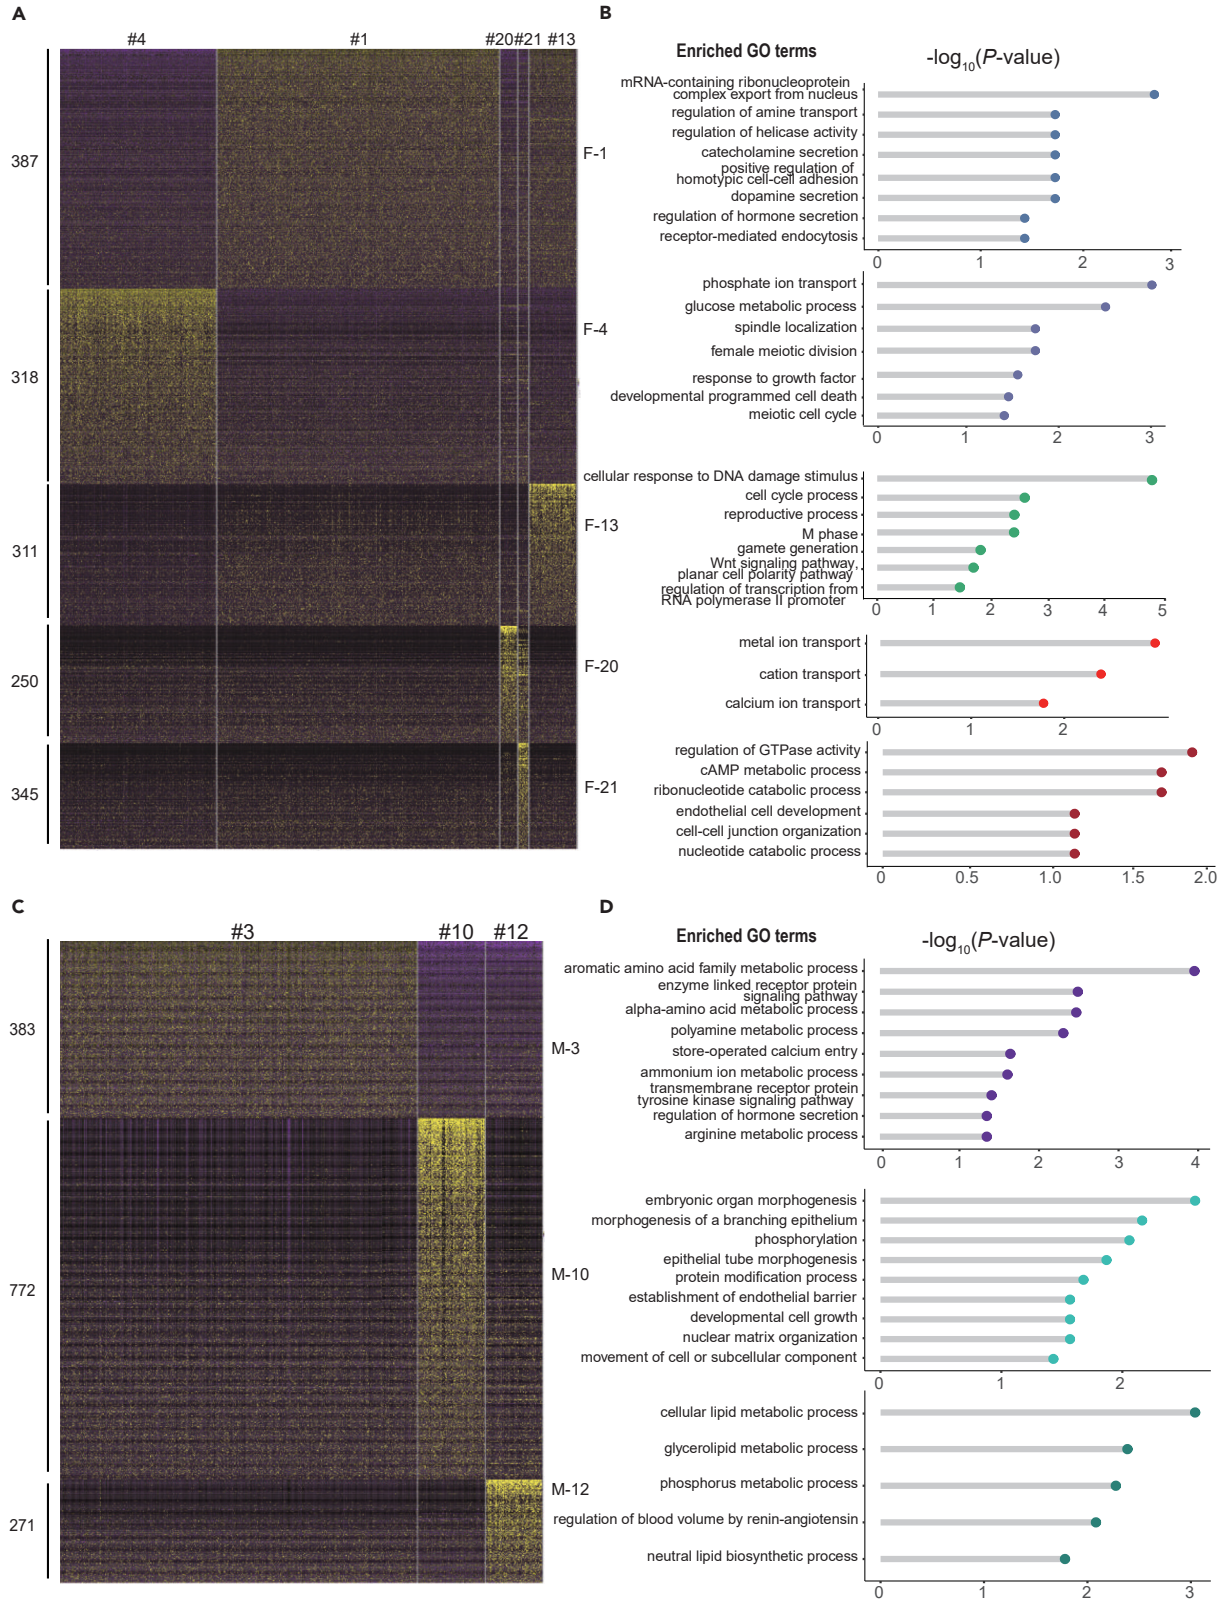 A
#4 #1 #20 #21 #13
387
318
311
250
345
F-1
F-4
F-13
F-20
F-21
B
Enriched GO terms
-log10(P-value)
mRNA-containing ribonucleoprotein
complex export from nucleus
regulation of amine transport
regulation of helicase activity
catecholamine secretion
positive regulation of
homotypic cell-cell adhesion
dopamine secretion
regulation of hormone secretion
receptor-mediated endocytosis
0 1 2 3
phosphate ion transport
glucose metabolic process
spindle localization
female meiotic division
response to growth factor
developmental programmed cell death
meiotic cell cycle
0 1 2 3
cellular response to DNA damage stimulus
cell cycle process
reproductive process
M phase
gamete generation
Wnt signaling pathway,
planar cell polarity pathway
regulation of transcription from
RNA polymerase II promoter
0 1 2 3 4 5
metal ion transport
cation transport
calcium ion transport
0 1 2
regulation of GTPase activity
cAMP metabolic process
ribonucleotide catabolic process
endothelial cell development
cell-cell junction organization
nucleotide catabolic process
0 0.5 1.0 1.5 2.0
C
#3 #10 #12
383
772
271
M-3
M-10
M-12
D
Enriched GO terms
-log10(P-value)
aromatic amino acid family metabolic process
enzyme linked receptor protein
signaling pathway
alpha-amino acid metabolic process
polyamine metabolic process
store-operated calcium entry
ammonium ion metabolic process
transmembrane receptor protein
tyrosine kinase signaling pathway
regulation of hormone secretion
arginine metabolic process
0 1 2 3 4
embryonic organ morphogenesis
morphogenesis of a branching epithelium
phosphorylation
epithelial tube morphogenesis
protein modification process
establishment of endothelial barrier
developmental cell growth
nuclear matrix organization
movement of cell or subcellular component
0 1 2
cellular lipid metabolic process
glycerolipid metabolic process
phosphorus metabolic process
regulation of blood volume by renin-angiotensin
neutral lipid biosynthetic process
0 1 2 3